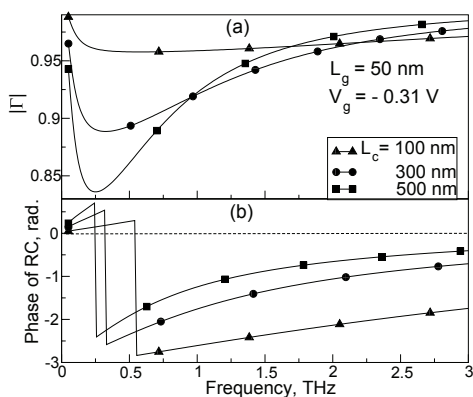 (a)
0.95
0.9
0.85
|Γ|
L_g = 50 nm
V_g = - 0.31 V
L_c= 100 nm
300 nm
500 nm
(b)
0
-1
-2
-3
Phase of RC, rad.
0 0.5 1 1.5 2 2.5 3
Frequency, THz